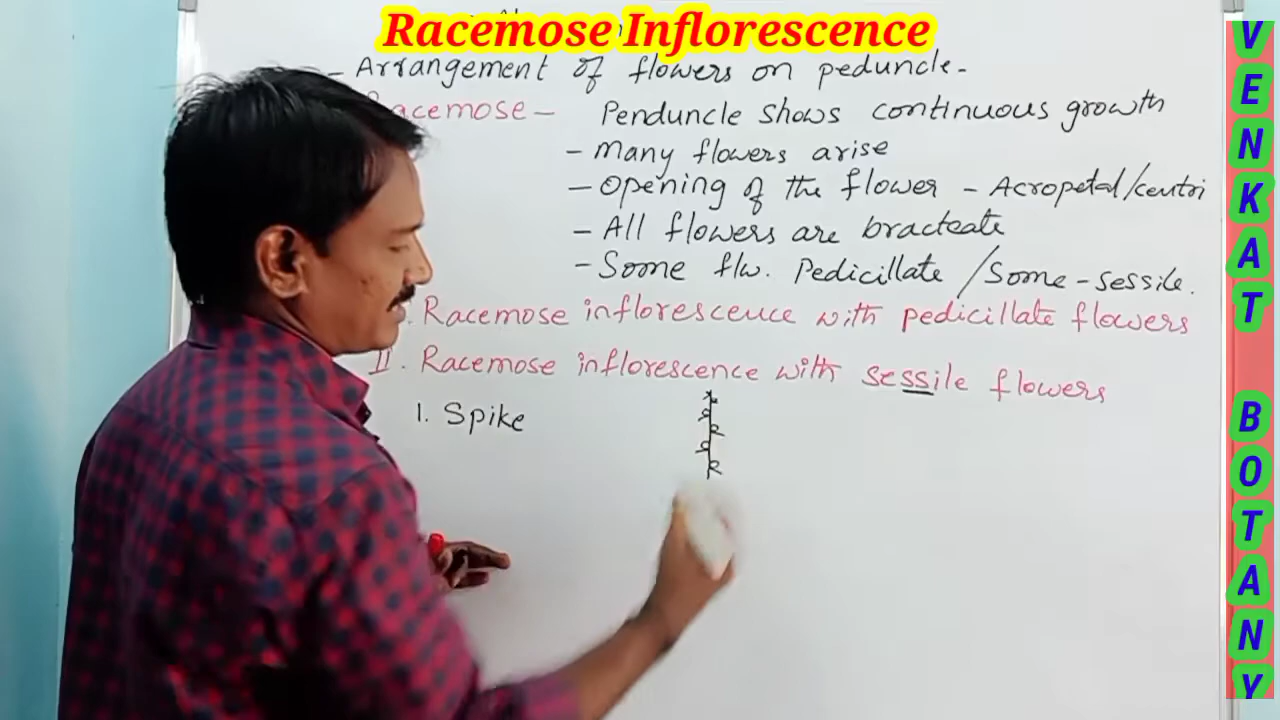 Racemose Inflorescence
- Arrangement of flowers on peduncle.
Racemose - Penduncle shows continuous growth
- many flowers arise
- Opening of the flower - Acropetal/centri
- All flowers are bracteate
- Some flw. Pedicillate / Some - sessile.
. Racemose inflorescence with pedicillate flowers
II. Racemose inflorescence with sessile flowers
1. Spike
VENKAT BOTANY